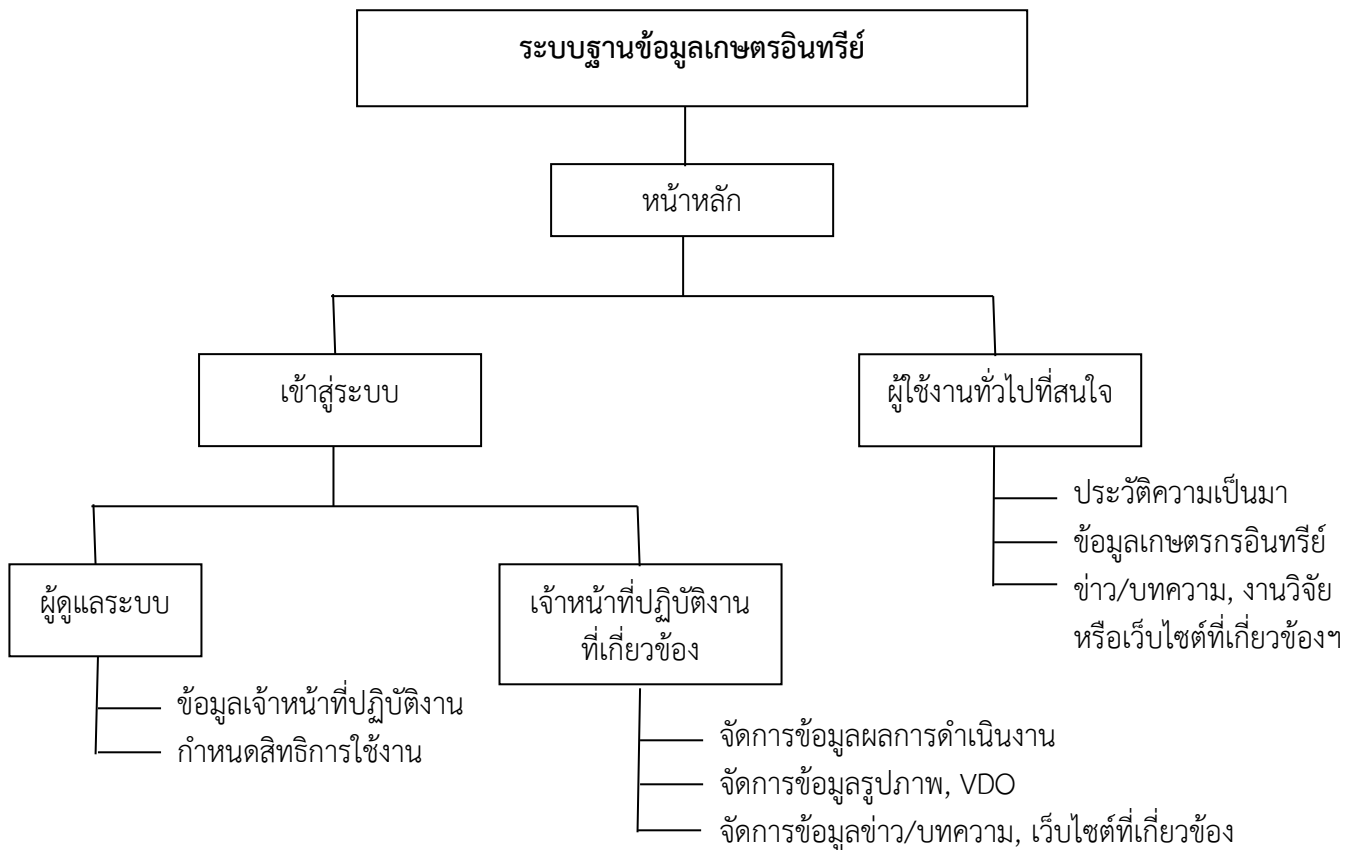 ระบบฐานข้อมูลเกษตรอินทรีย์
หน้าหลัก
เข้าสู่ระบบ
ผู้ใช้งานทั่วไปที่สนใจ
ประวัติความเป็นมา
ข้อมูลเกษตรกรอินทรีย์
ข่าว/บทความ, งานวิจัย
หรือเว็บไซต์ที่เกี่ยวข้องฯ
ผู้ดูแลระบบ
ข้อมูลเจ้าหน้าที่ปฏิบัติงาน
กำหนดสิทธิการใช้งาน
เจ้าหน้าที่ปฏิบัติงาน
ที่เกี่ยวข้อง
จัดการข้อมูลผลการดำเนินงาน
จัดการข้อมูลรูปภาพ, VDO
จัดการข้อมูลข่าว/บทความ, เว็บไซต์ที่เกี่ยวข้อง